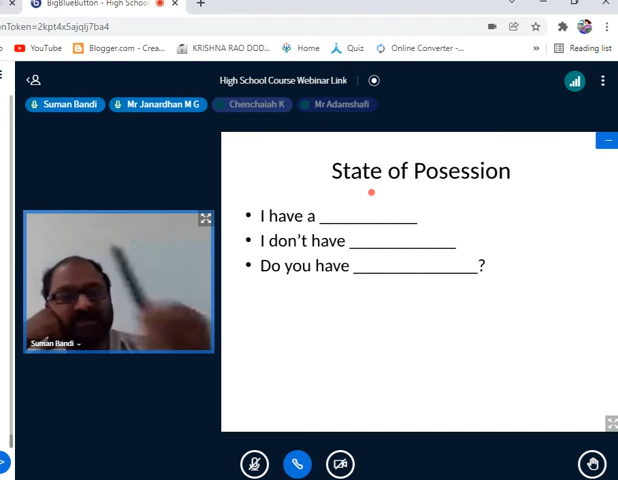 BigBlueButton - High School
nToken=2kpt4x5ajqlj7ba4
YouTube
Blogger.com - Crea...
KRISHNA RAO DOD...
Home
Quiz
Online Converter -...
»
Reading list
High School Course Webinar Link
Suman Bandi
Mr Janardhan M G
Chenchaiah K
Mr Adamshafi
State of Posession
• I have a ___________
• I don’t have ____________
• Do you have ______________?
Suman Bandi